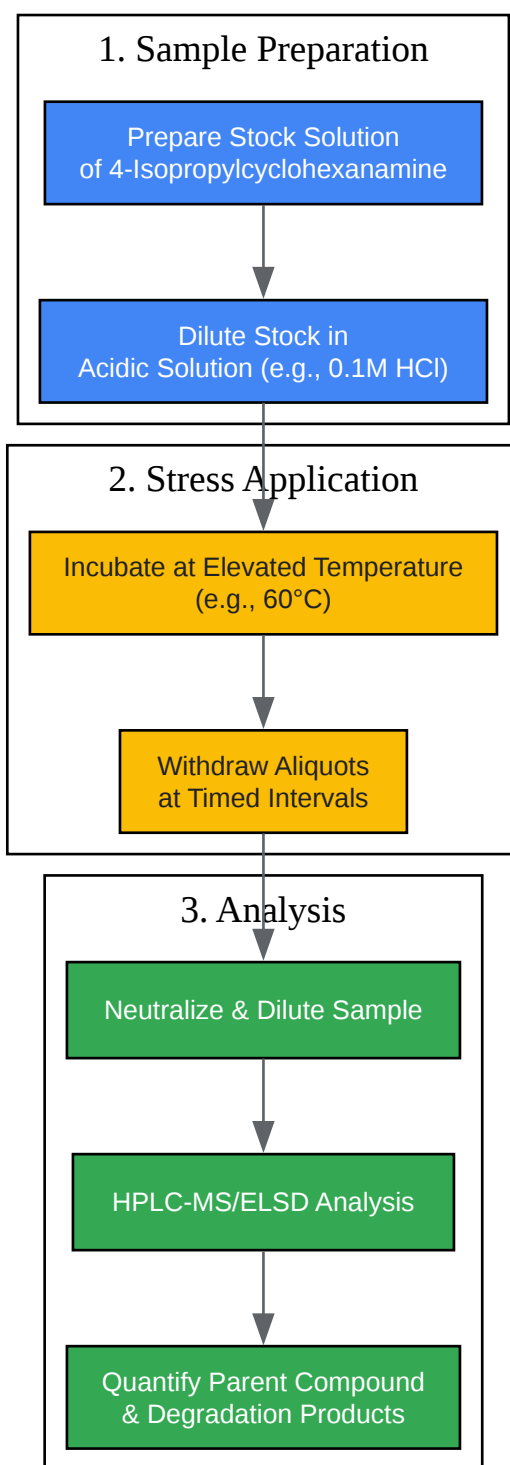 1. Sample Preparation
Prepare Stock Solution
of 4-Isopropylcyclohexanamine
Dilute Stock in
Acidic Solution (e.g., 0.1M HCl)
2. Stress Application
Incubate at Elevated Temperature
(e.g., 60°C)
Withdraw Aliquots
at Timed Intervals
3. Analysis
Neutralize & Dilute Sample
HPLC-MS/ELSD Analysis
Quantify Parent Compound
& Degradation Products